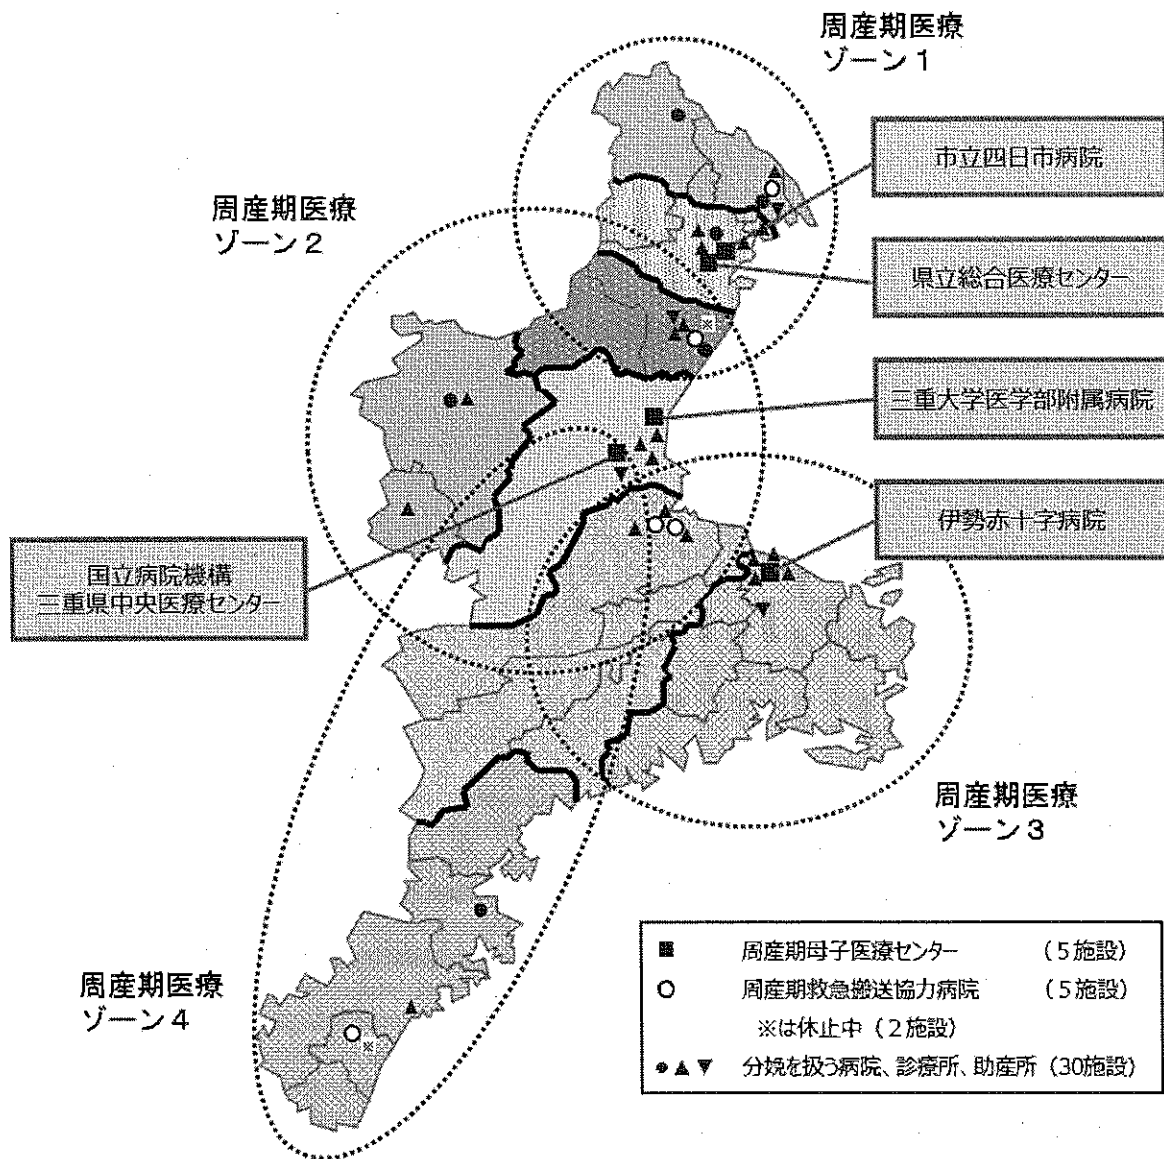 周産期医療
ゾーン1
市立四日市病院
周産期医療
ゾーン2
県立総合医療センター
※
三重大学医学部附属病院
伊勢赤十字病院
国立病院機構
三重県中央医療センター
周産期医療
ゾーン3
周産期医療
ゾーン4
※
周産期母子医療センター (5施設)
周産期救急搬送協力病院 (5施設)
※は休止中 (2施設)
分娩を扱う病院、診療所、助産所 (30施設)